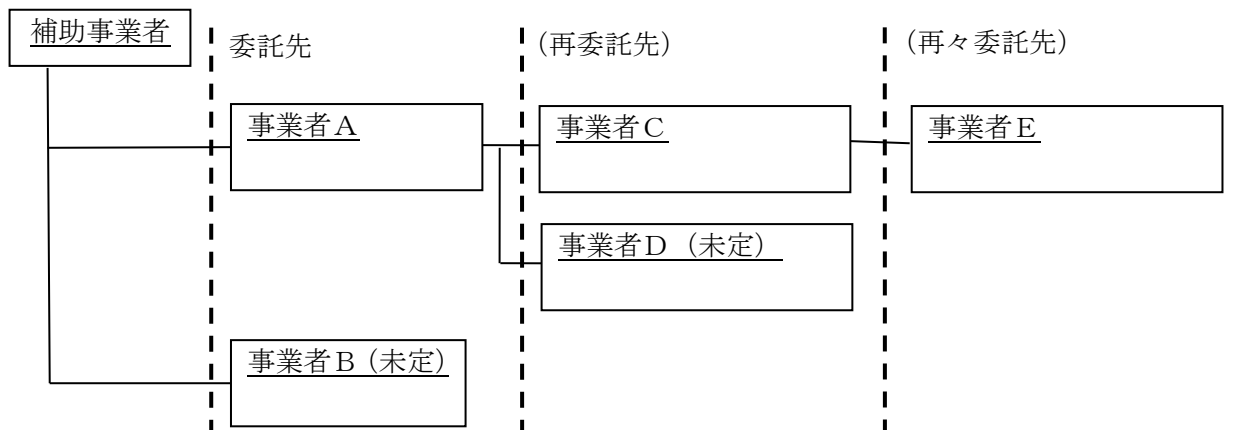 補助事業者
委託先
（再委託先）
（再々委託先）
事業者Ａ
事業者Ｃ
事業者Ｅ
事業者Ｄ（未定）
事業者Ｂ（未定）